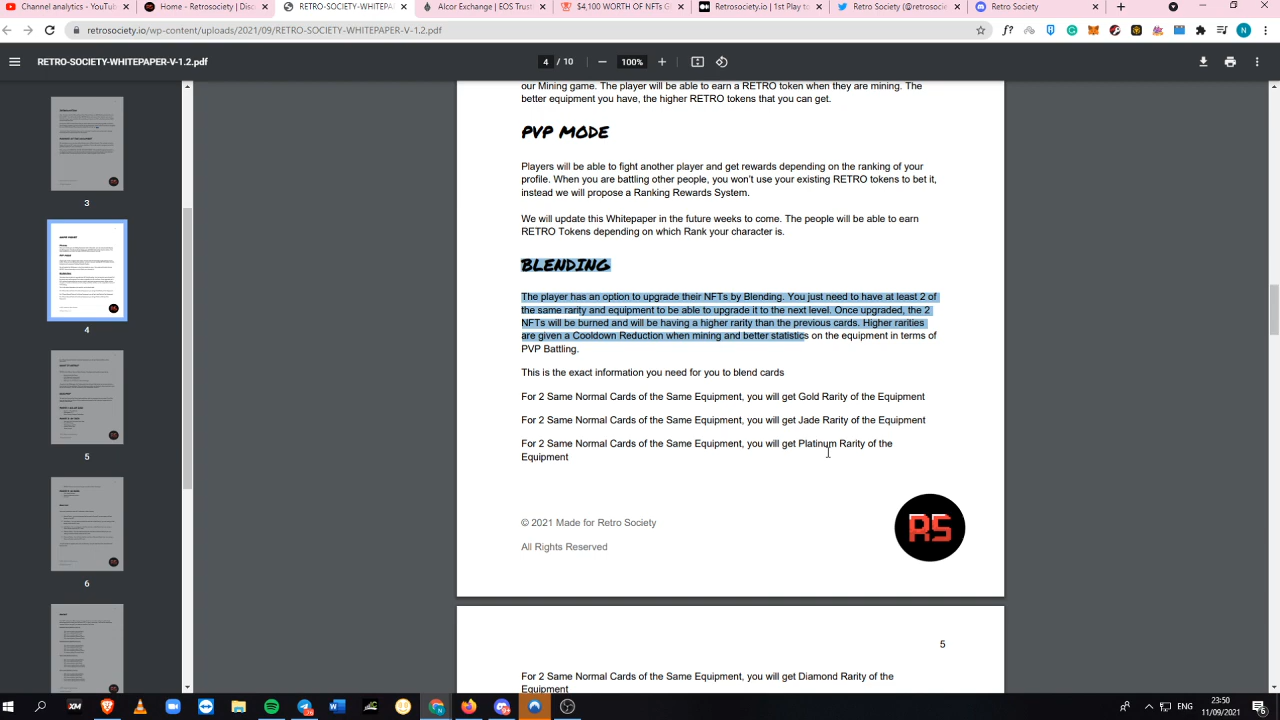 Channel analytics - YouTub
Home - Retrosociety | Disc
RETRO-SOCIETY-WHITEPAPER
Alcor Exchange | EOS Trust
$4,100 WORTH OF NFTs G
Retrosociety.io | 1st Play to
Retro Society (@retrosocie
Retro Society
retrosociety.io/wp-content/uploads/2021/09/RETRO-SOCIETY-WHITEPAPER-V-1.2.pdf
RETRO-SOCIETY-WHITEPAPER-V-1.2.pdf
4 / 10
100%
3
4
5
6
our Mining game. The player will be able to earn a RETRO token when they are mining. The
better equipment you have, the higher RETRO tokens that you can get.
PVP MODE
Players will be able to fight another player and get rewards depending on the ranking of your
profile. When you are battling other people, you won't use your existing RETRO tokens to bet it,
instead we will propose a Ranking Rewards System.
We will update this Whitepaper in the future weeks to come. The people will be able to earn
RETRO Tokens depending on which Rank your character is.
BLENDING
The player has an option to upgrade their NFTs by Blending. You just need to have at least 2 of
the same rarity and equipment to be able to upgrade it to the next level. Once upgraded, the 2
NFTs will be burned and will be having a higher rarity than the previous cards. Higher rarities
are given a Cooldown Reduction when mining and better statistics on the equipment in terms of
PVP Battling.
This is the exact information you need for you to blend cards
For 2 Same Normal Cards of the Same Equipment, you will get Gold Rarity of the Equipment
For 2 Same Normal Cards of the Same Equipment, you will get Jade Rarity of the Equipment
For 2 Same Normal Cards of the Same Equipment, you will get Platinum Rarity of the
Equipment
© 2021 Made for Retro Society
All Rights Reserved
RS
5
For 2 Same Normal Cards of the Same Equipment, you will get Diamond Rarity of the
Equipment
ENG
23:50
11/09/2021